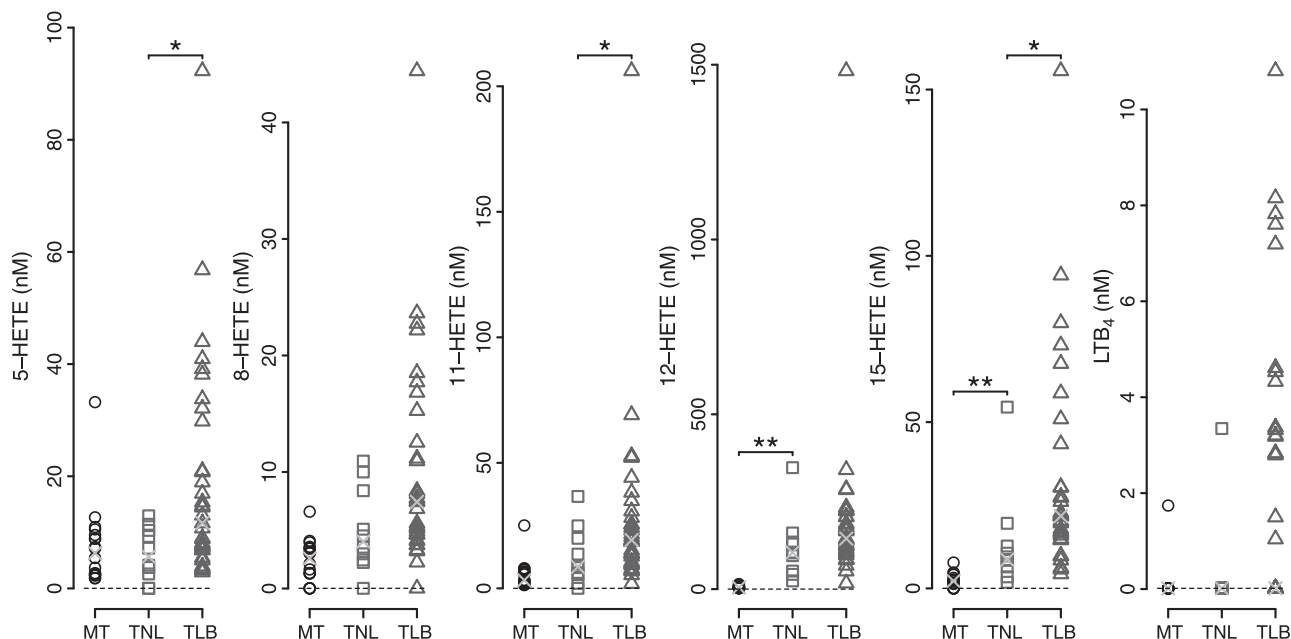 5–HETE (nM)
100
80
60
40
20
0
*
MT TNL TLB
8–HETE (nM)
40
30
20
10
0
MT TNL TLB
11–HETE (nM)
200
150
100
50
0
*
MT TNL TLB
12–HETE (nM)
1500
1000
500
0
**
MT TNL TLB
15–HETE (nM)
150
100
50
0
**
*
MT TNL TLB
LTB4 (nM)
10
8
6
4
2
0
MT TNL TLB